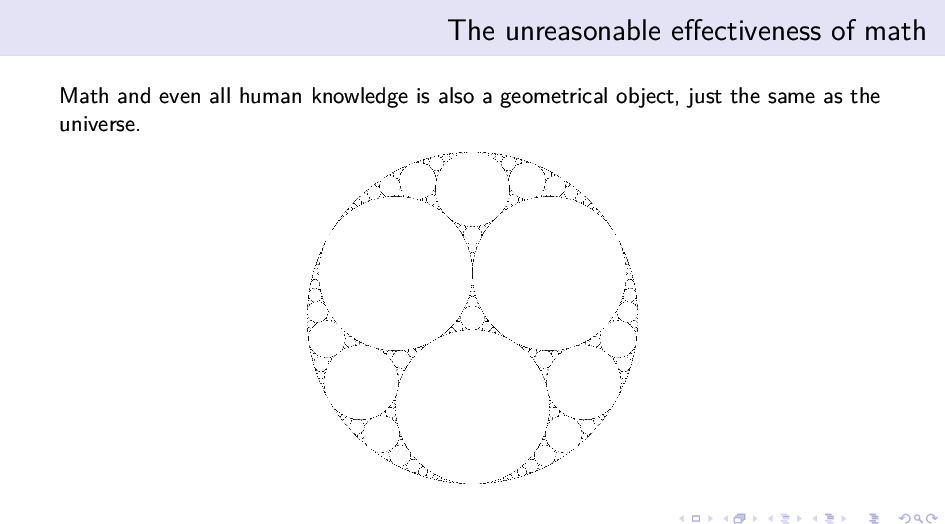 The unreasonable effectiveness of math
Math and even all human knowledge is also a geometrical object, just the same as the
universe.